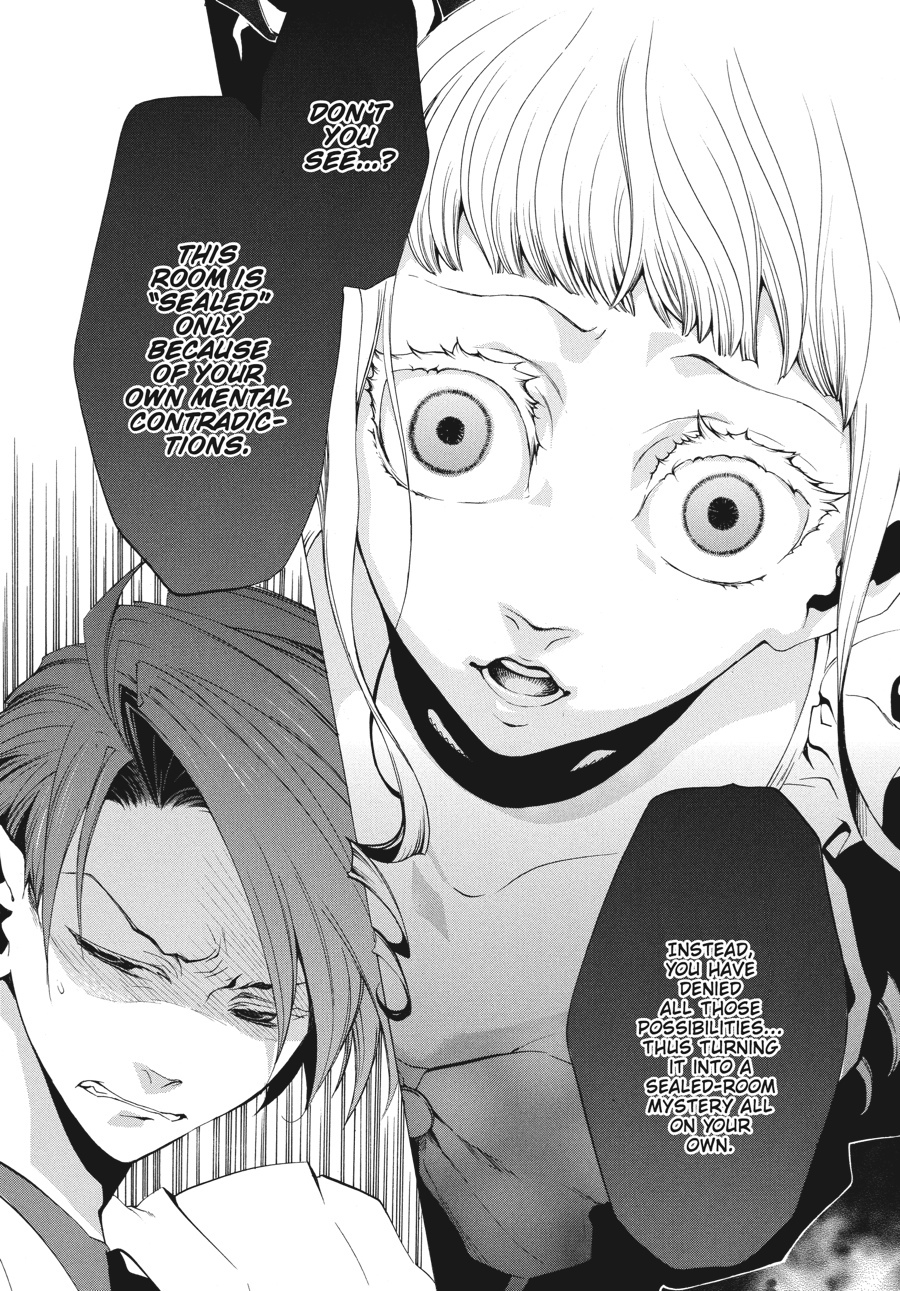 DON'T
YOU
SEE...?
THIS
ROOM IS
"SEALED"
ONLY
BECAUSE
OF YOUR
OWN MENTAL
CONTRADIC-
TIONS.
INSTEAD,
YOU HAVE
DENIED
ALL THOSE
POSSIBILITIES...
THUS TURNING
IT INTO A
SEALED-ROOM
MYSTERY ALL
ON YOUR
OWN.